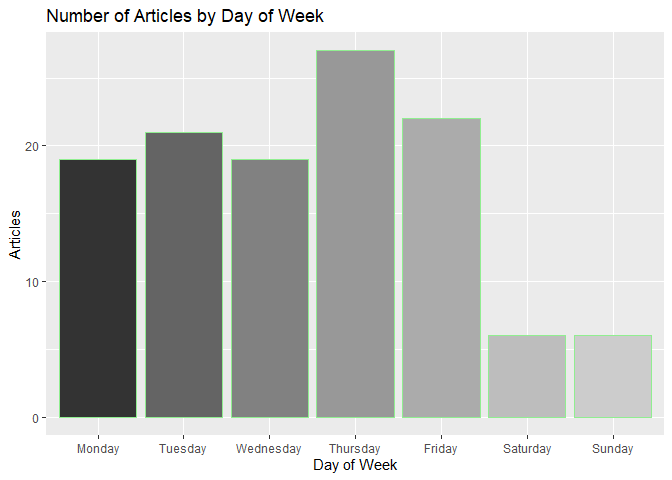 Number of Articles by Day of Week
Articles
20
10
0
Monday Tuesday Wednesday Thursday Friday Saturday Sunday
Day of Week